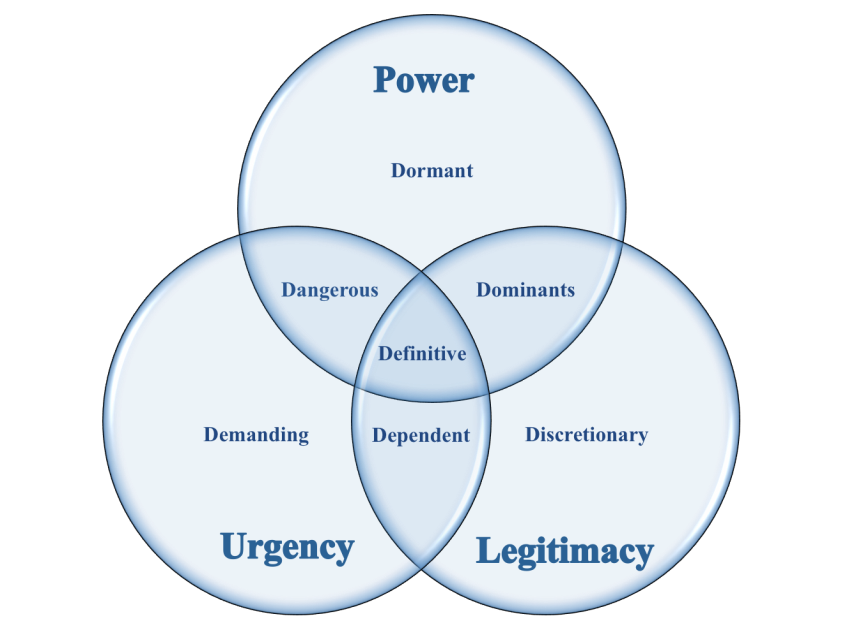 Power
Dormant
Dangerous
Dominants
Definitive
Demanding
Dependent
Discretionary
Urgency
Legitimacy